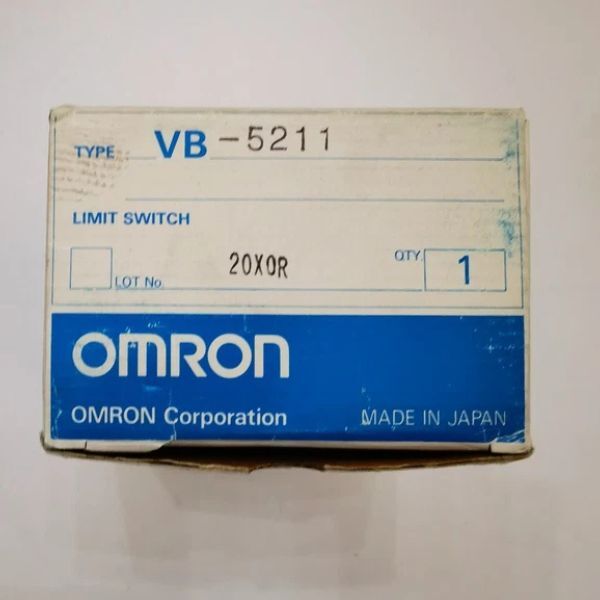 TYPE VB-5211
LIMIT SWITCH
LOT No. 20X0R QTY. 1
OMRON
OMRON Corporation MADE IN JAPAN